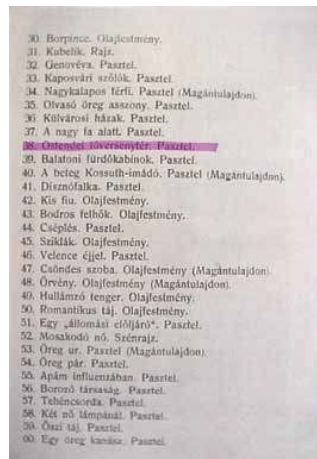 30. Borpince. Olajfestmény.
31. Kubelik. Rajz.
32. Genovéva. Pasztel.
33. Kaposvári szőlők. Pasztel.
34. Nagykalapos férfi. Pasztel (Magántulajdon).
35. Olvasó öreg asszony. Pasztel.
36. Külvárosi házak. Pasztel.
37. A nagy fa alatt. Pasztel.
38. Ostendei lóversenytér. Pasztel.
39. Balatoni fürdőkabinok. Pasztel.
40. A beteg Kossuth-imádó. Pasztel (Magántulajdon).
41. Disznófalka. Pasztel.
42. Kis fiu. Olajfestmény.
43. Bodros felhők. Olajfestmény.
44. Cséplés. Pasztel.
45. Sziklák. Olajfestmény.
46. Velence éjjel. Pasztel.
47. Csöndes szoba. Olajfestmény (Magántulajdon).
48. Örvény. Olajfestmény (Magántulajdon).
49. Hullámzó tenger. Olajfestmény.
50. Romantikus táj. Olajfestmény.
51. Egy „állomási előljáró“. Pasztel.
52. Mosakodó nő. Szénrajz.
53. Öreg ur. Pasztel (Magántulajdon).
54. Öreg pár. Pasztel.
55. Apám influenzában. Pasztel.
56. Borozó társaság. Pasztel.
57. Tehéncsorda. Pasztel.
58. Két nő lámpánál. Pasztel.
59. Őszi táj. Pasztel.
60. Egy öreg kanász. Pasztel.